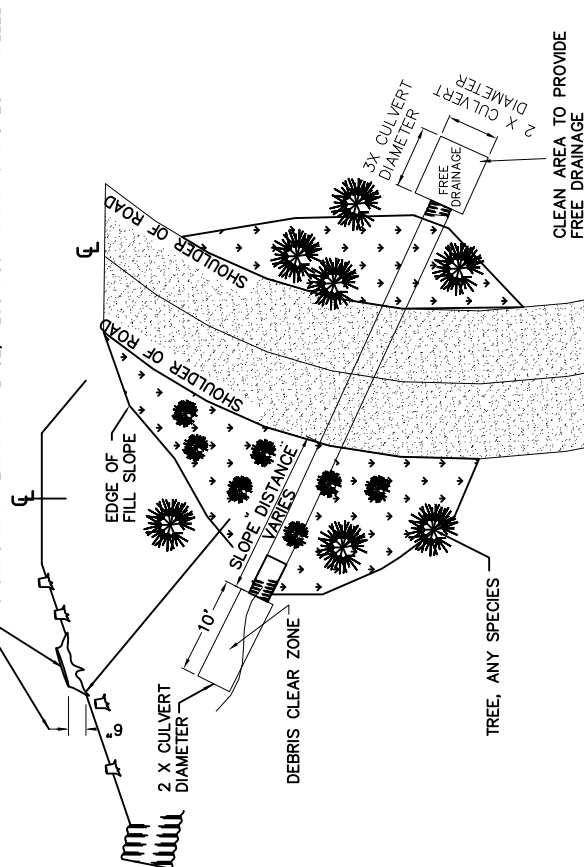 ℄
℄
SHOULDER OF ROAD
SHOULDER OF ROAD
EDGE OF
FILL SLOPE
SLOPE DISTANCE
VARIES
3X CULVERT
DIAMETER
2 X CULVERT
DIAMETER
FREE
DRAINAGE
CLEAN AREA TO PROVIDE
FREE DRAINAGE
10'
6"
2 X CULVERT
DIAMETER
DEBRIS CLEAR ZONE
TREE, ANY SPECIES